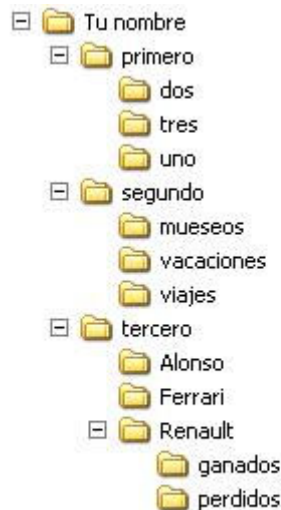 Tu nombre
primero
dos
tres
uno
segundo
mueseos
vacaciones
viajes
tercero
Alonso
Ferrari
Renault
ganados
perdidos